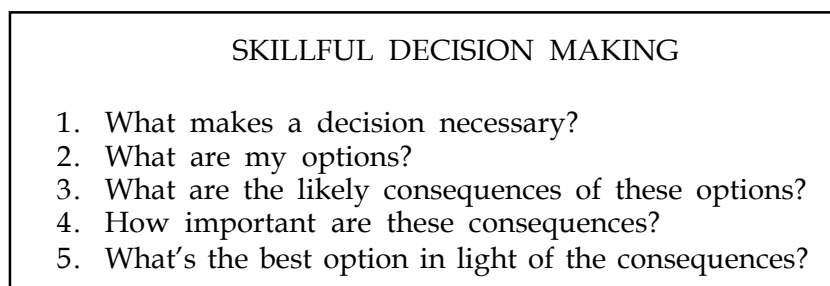 SKILLFUL DECISION MAKING
1. What makes a decision necessary?
2. What are my options?
3. What are the likely consequences of these options?
4. How important are these consequences?
5. What's the best option in light of the consequences?